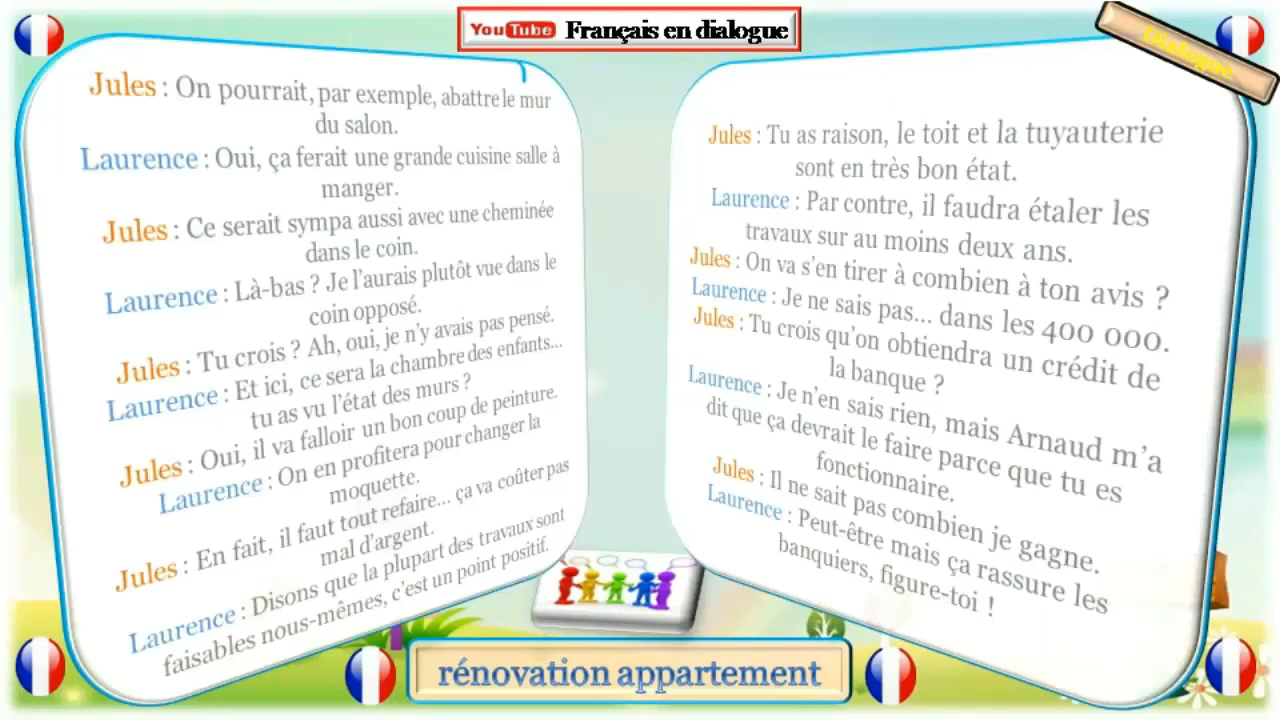 YouTube Français en dialogue
Dialogue
Jules : On pourrait, par exemple, abattre le mur
du salon.
Laurence : Oui, ça ferait une grande cuisine salle à
manger.
Jules : Ce serait sympa aussi avec une cheminée
dans le coin.
Laurence : Là-bas ? Je l'aurais plutôt vue dans le
coin opposé.
Jules : Tu crois ? Ah, oui, je n'y avais pas pensé.
Laurence : Et ici, ce sera la chambre des enfants...
tu as vu l'état des murs ?
Jules : Oui, il va falloir un bon coup de peinture.
Laurence : On en profitera pour changer la
moquette.
Jules : En fait, il faut tout refaire... ça va coûter pas
mal d'argent.
Laurence : Disons que la plupart des travaux sont
faisables nous-mêmes, c'est un point positif.
Jules : Tu as raison, le toit et la tuyauterie
sont en très bon état.
Laurence : Par contre, il faudra étaler les
travaux sur au moins deux ans.
Jules : On va s'en tirer à combien à ton avis ?
Laurence : Je ne sais pas... dans les 400 000.
Jules : Tu crois qu'on obtiendra un crédit de
la banque ?
Laurence : Je n'en sais rien, mais Arnaud m'a
dit que ça devrait le faire parce que tu es
fonctionnaire.
Jules : Il ne sait pas combien je gagne.
Laurence : Peut-être mais ça rassure les
banquiers, figure-toi !
rénovation appartement